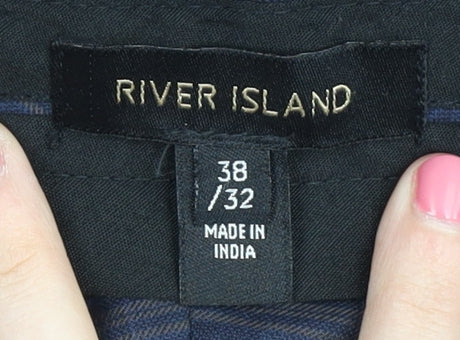 RIVER ISLAND
38
/32
MADE IN
INDIA